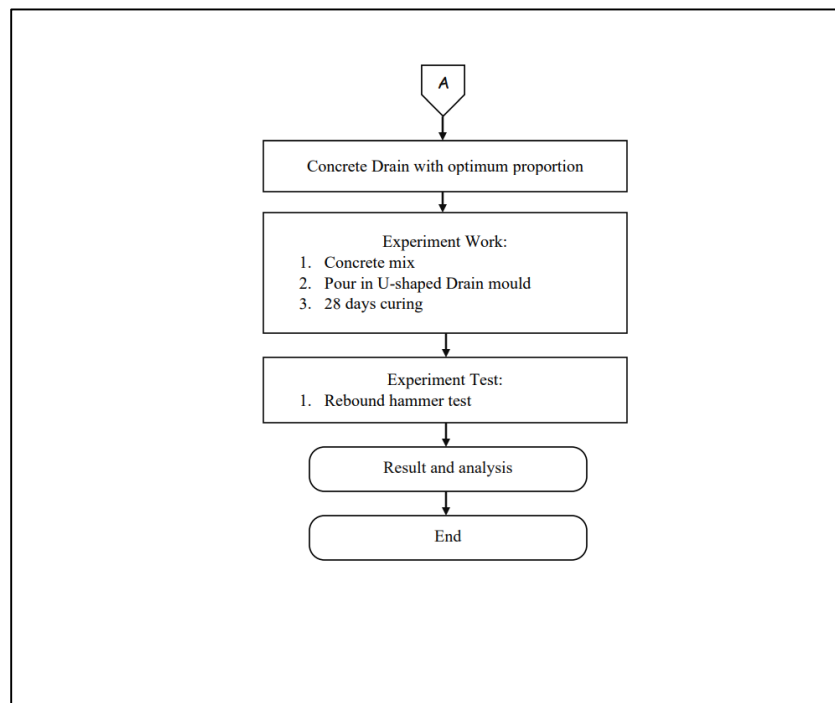 A
Concrete Drain with optimum proportion
Experiment Work:
1. Concrete mix
2. Pour in U-shaped Drain mould
3. 28 days curing
Experiment Test:
1. Rebound hammer test
Result and analysis
End